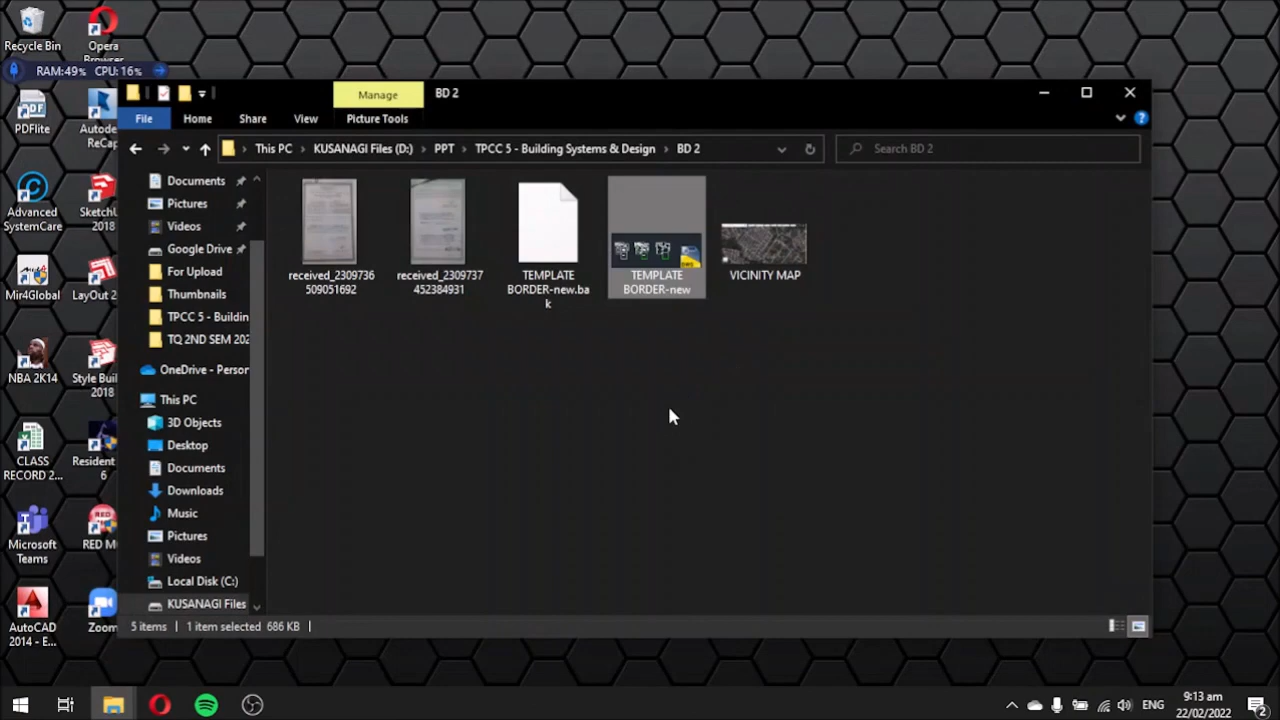 Recycle Bin
Opera
Browser
RAM:49% CPU:16%
PDFlite
Autode
ReCap
Advanced
SystemCare
SketchU
2018
Mir4Global
LayOut 2
NBA 2K14
Style Buil
2018
CLASS
RECORD 2...
Resident
6
Microsoft
Teams
RED M
AutoCAD
2014 - E...
Zoom
Manage
BD 2
File
Home
Share
View
Picture Tools
This PC
KUSANAGI Files (D:)
PPT
TPCC 5 - Building Systems & Design
BD 2
Search BD 2
Documents
Pictures
Videos
Google Drive
For Upload
Thumbnails
TPCC 5 - Buildin
TQ 2ND SEM 202
OneDrive - Person
This PC
3D Objects
Desktop
Documents
Downloads
Music
Pictures
Videos
Local Disk (C:)
KUSANAGI Files
received_2309736
509051692
received_2309737
452384931
TEMPLATE
BORDER-new.ba
k
TEMPLATE
BORDER-new
VICINITY MAP
5 items
1 item selected 686 KB
ENG
9:13 am
22/02/2022
2